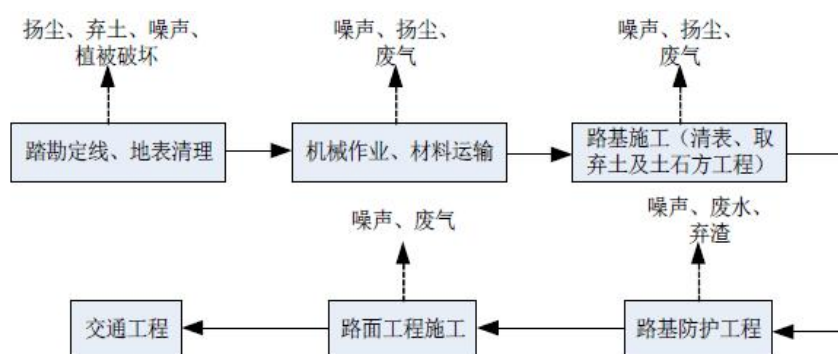 扬尘、弃土、噪声、
植被破坏
噪声、扬尘、
废气
噪声、扬尘、
废气
踏勘定线、地表清理
机械作业、材料运输
路基施工（清表、取
弃土及土石方工程）
噪声、废气
噪声、废水、
弃渣
交通工程
路面工程施工
路基防护工程